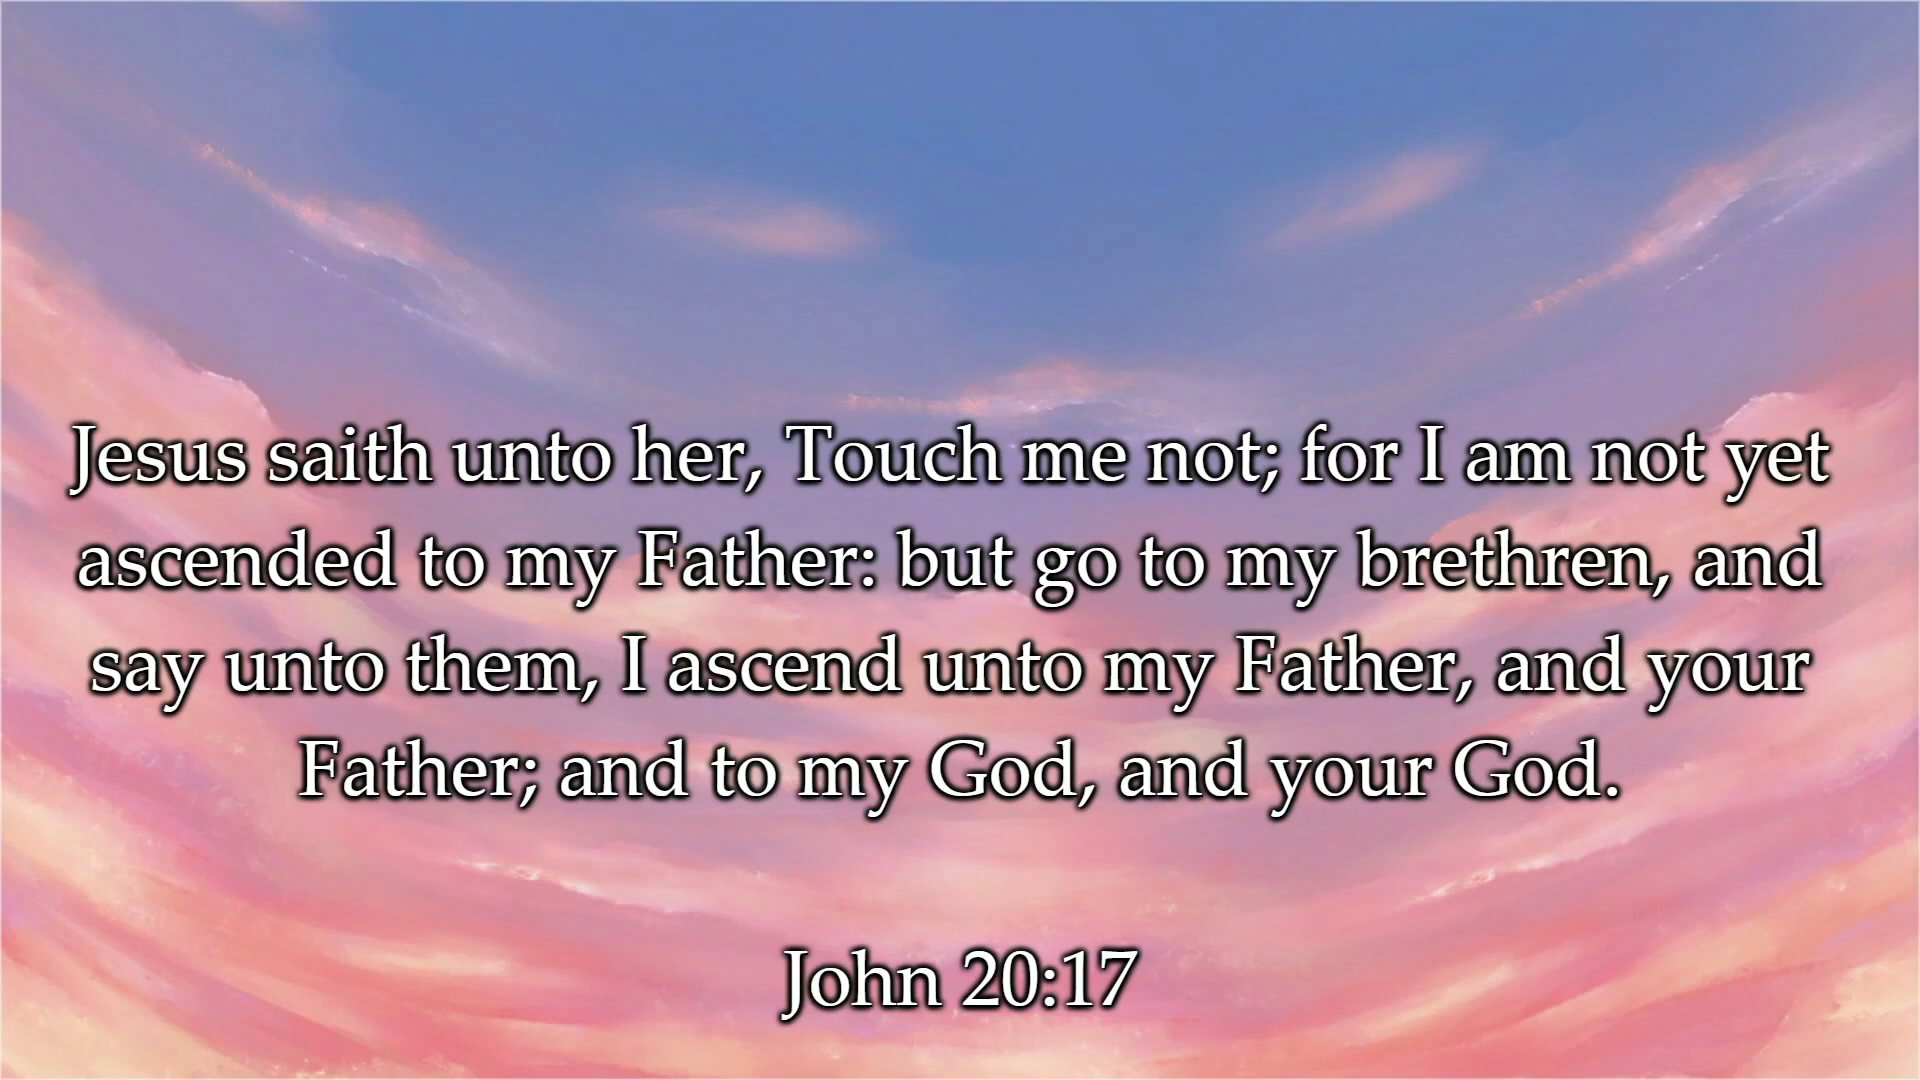 Jesus saith unto her, Touch me not; for I am not yet
ascended to my Father: but go to my brethren, and
say unto them, I ascend unto my Father, and your
Father; and to my God, and your God.
John 20:17